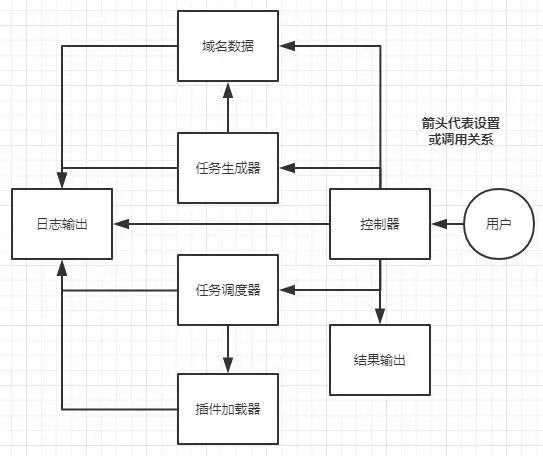 域名数据
箭头代表设置
或调用关系
任务生成器
日志输出
控制器
用户
任务调度器
结果输出
插件加载器